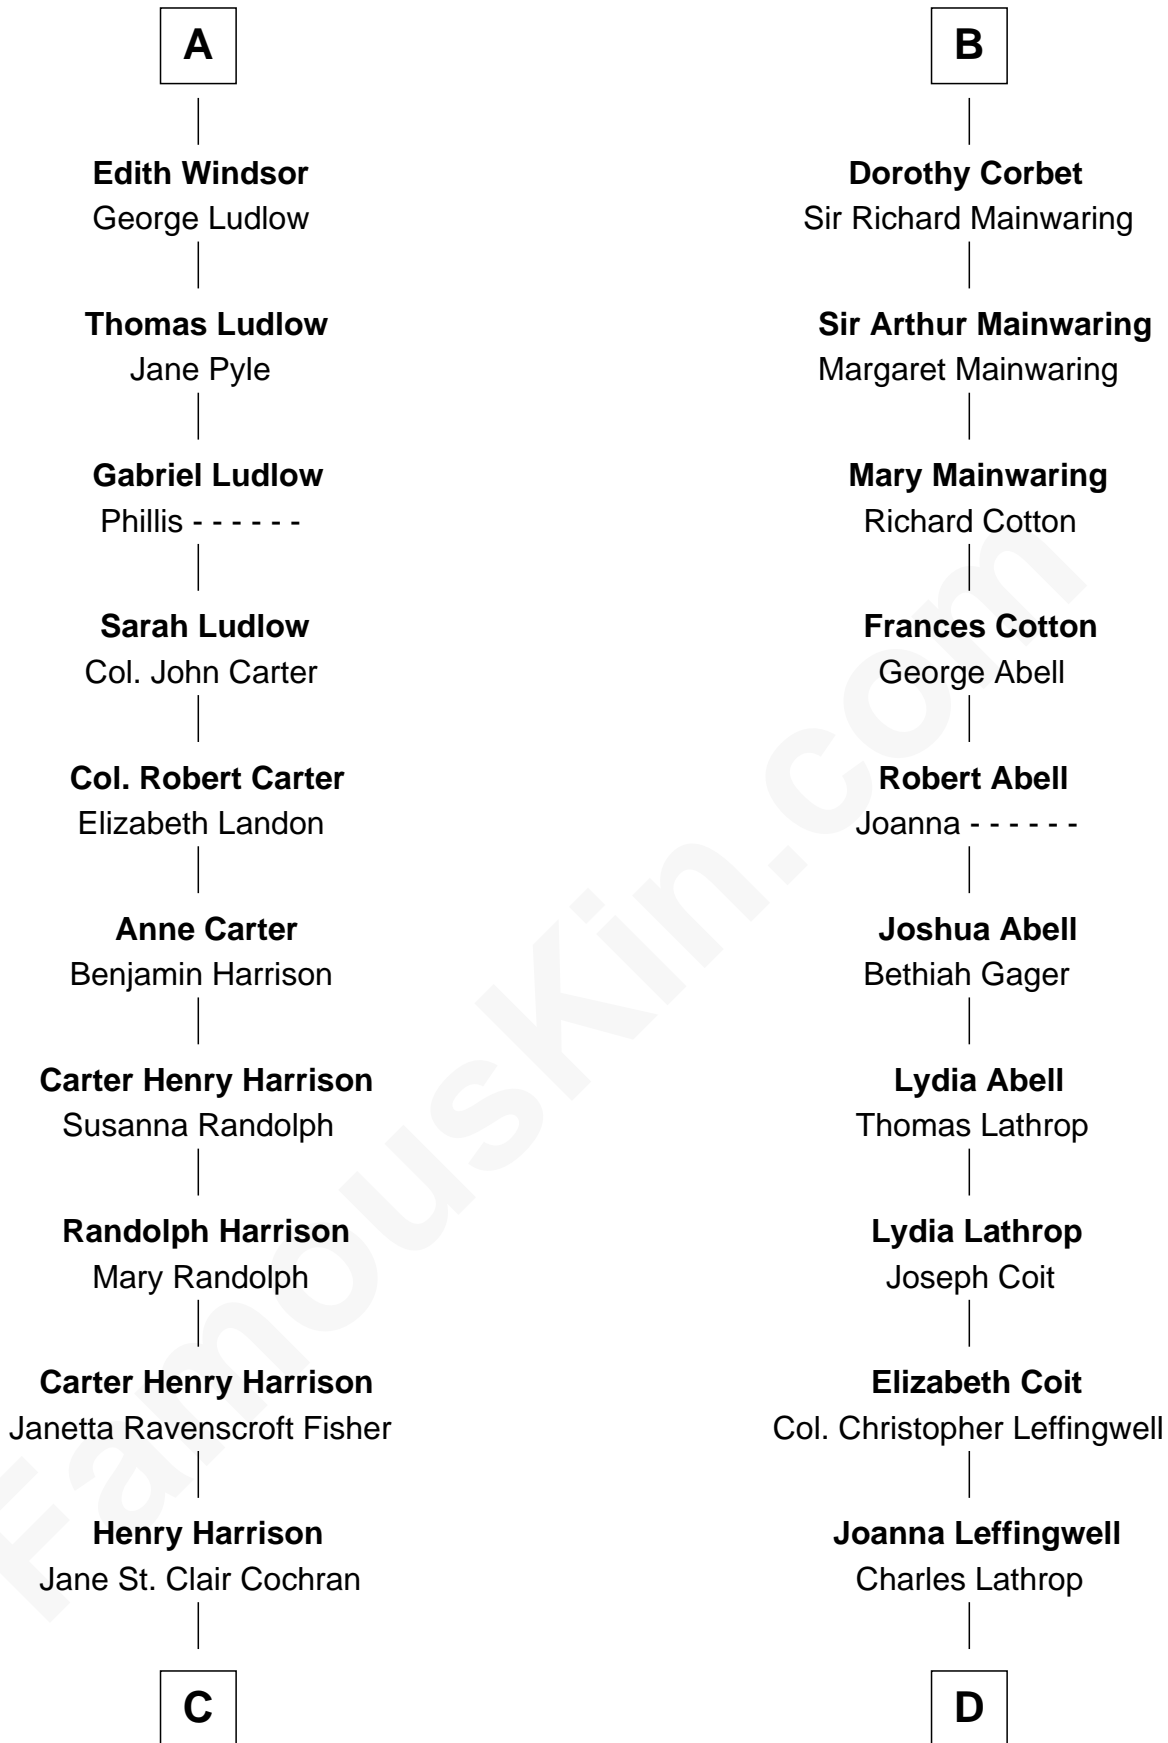 A
Edith Windsor
George Ludlow
Thomas Ludlow
Jane Pyle
Gabriel Ludlow
Phillis - - - - - -
Sarah Ludlow
Col. John Carter
Col. Robert Carter
Elizabeth Landon
Anne Carter
Benjamin Harrison
Carter Henry Harrison
Susanna Randolph
Randolph Harrison
Mary Randolph
Carter Henry Harrison
Janetta Ravenscroft Fisher
Henry Harrison
Jane St. Clair Cochran
C
B
Dorothy Corbet
Sir Richard Mainwaring
Sir Arthur Mainwaring
Margaret Mainwaring
Mary Mainwaring
Richard Cotton
Frances Cotton
George Abell
Robert Abell
Joanna - - - - - -
Joshua Abell
Bethiah Gager
Lydia Abell
Thomas Lathrop
Lydia Lathrop
Joseph Coit
Elizabeth Coit
Col. Christopher Leffingwell
Joanna Leffingwell
Charles Lathrop
D
FamousKin.com